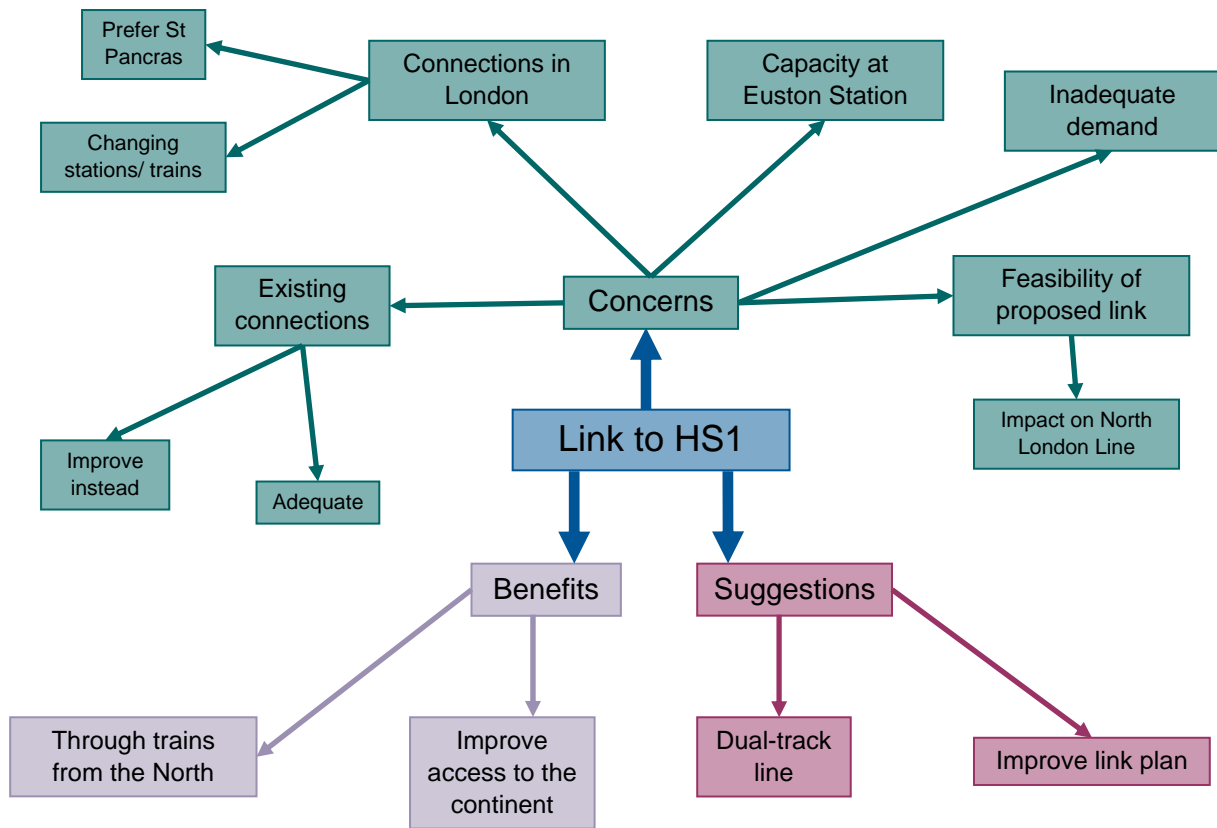 Prefer St
Pancras
Connections in
London
Capacity at
Euston Station
Inadequate
demand
Changing
stations/ trains
Existing
connections
Concerns
Feasibility of
proposed link
Improve
instead
Adequate
Link to HS1
Impact on North
London Line
Benefits
Suggestions
Through trains
from the North
Improve
access to the
continent
Dual-track
line
Improve link plan